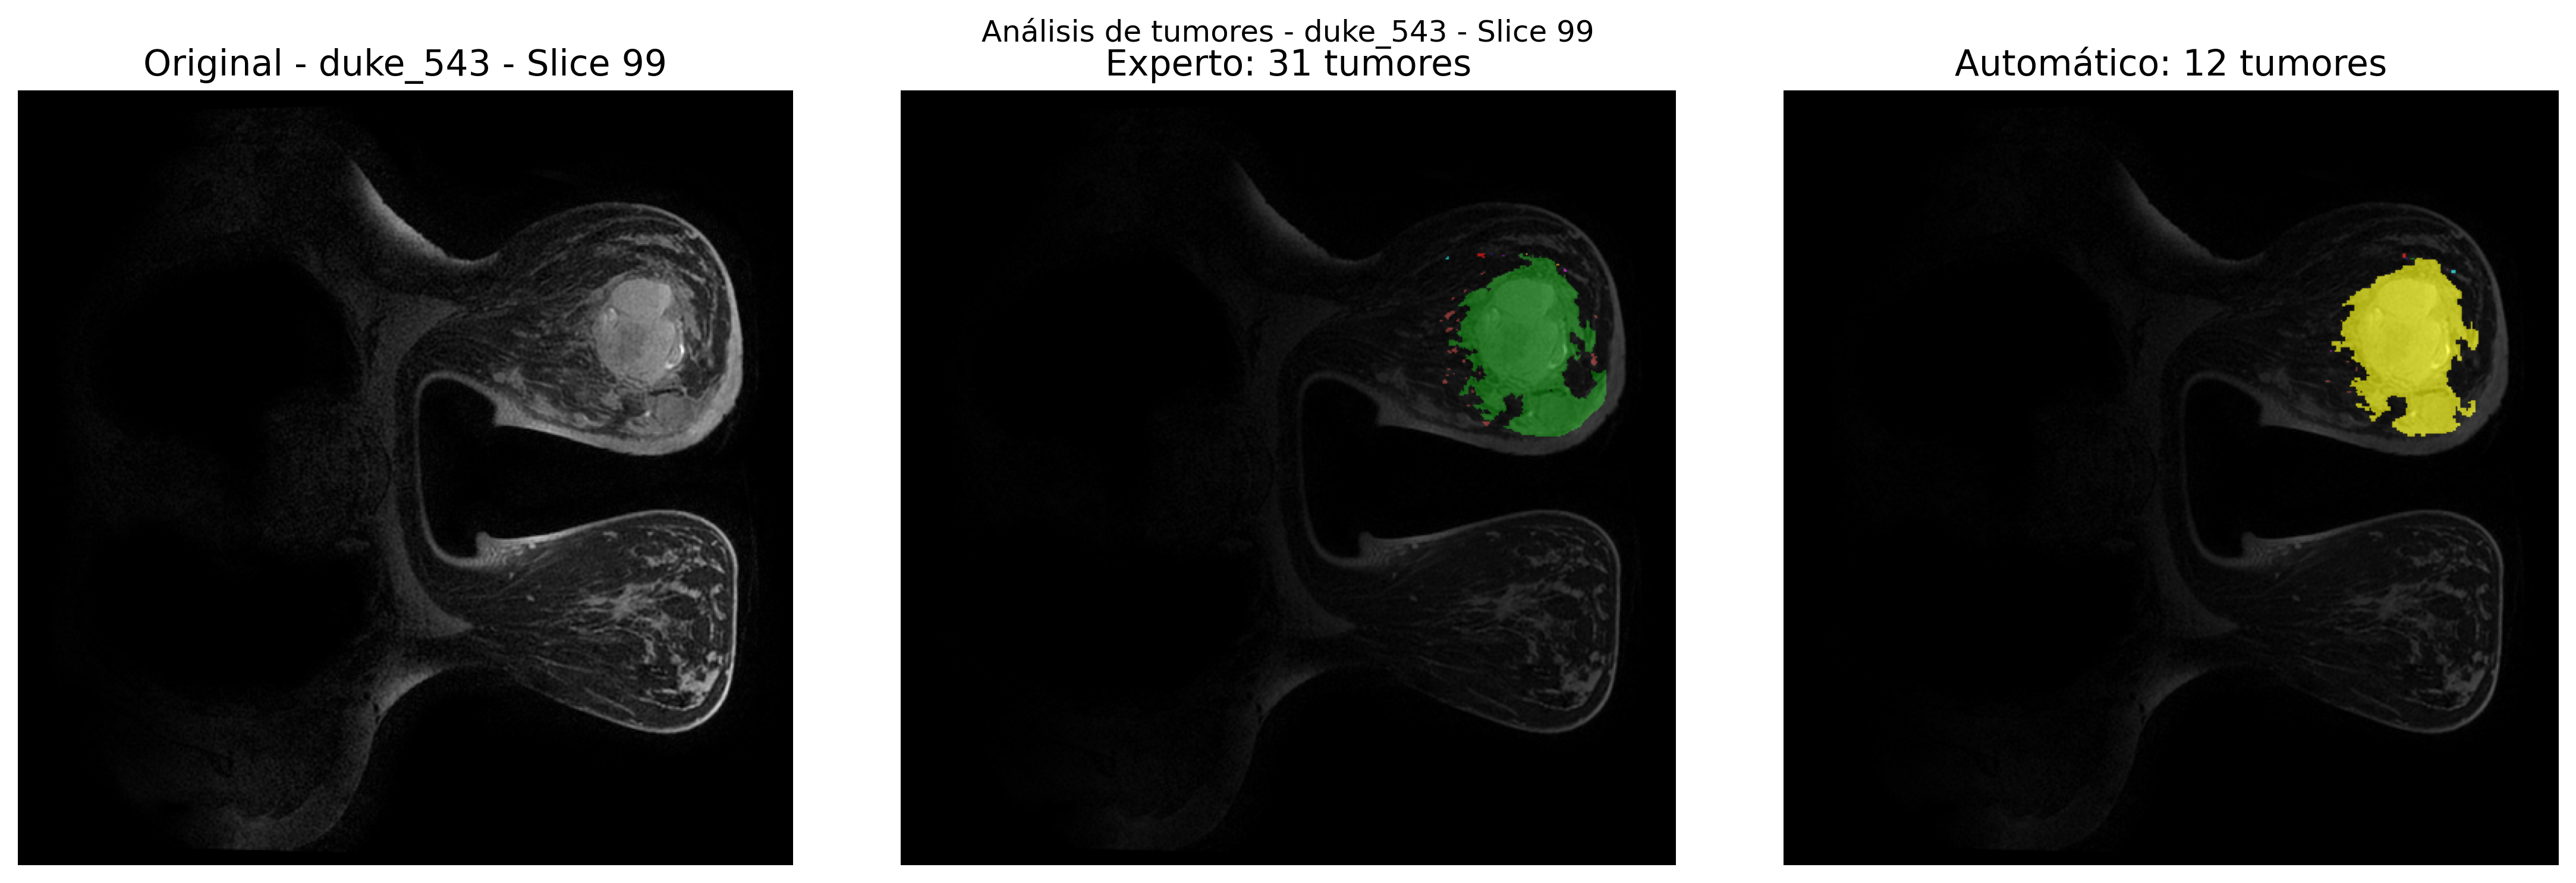 Análisis de tumores - duke_543 - Slice 99
Original - duke_543 - Slice 99
Experto: 31 tumores
Automático: 12 tumores